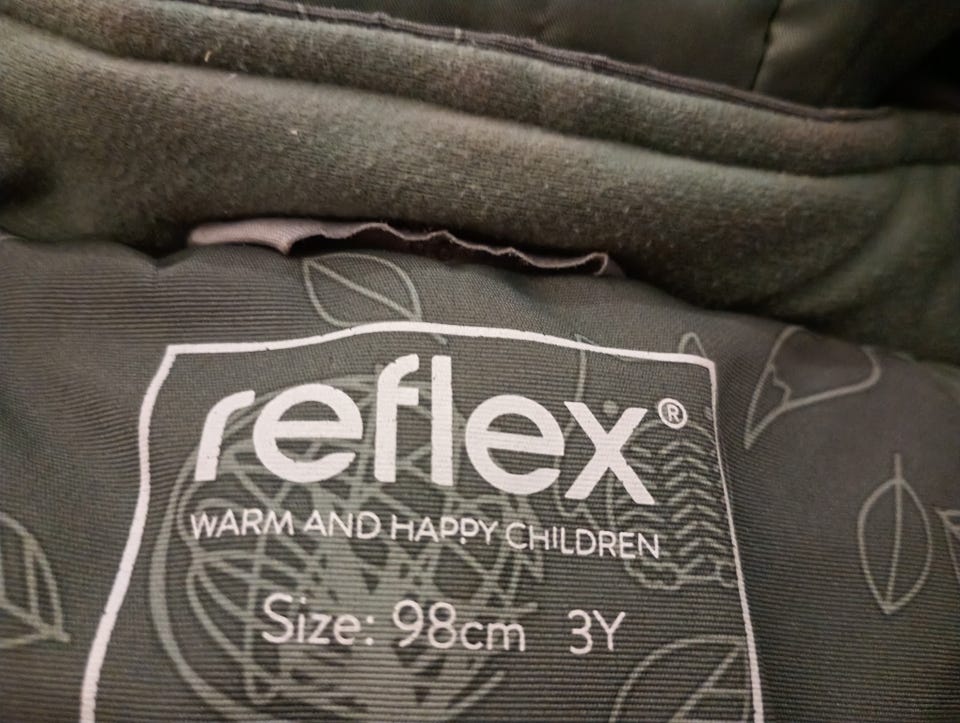 reflex®
WARM AND HAPPY CHILDREN
Size: 98cm 3Y